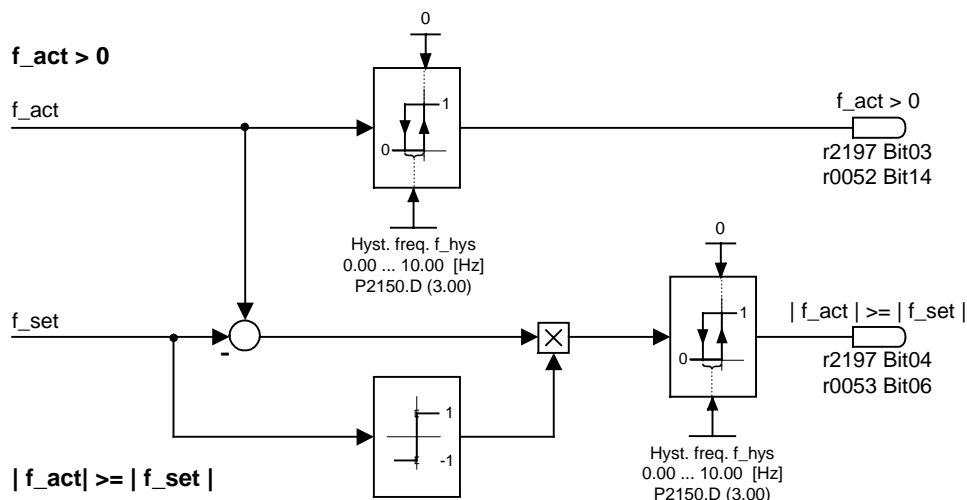 0
f_act > 0
f_act
1
0
f_act > 0
r2197 Bit03
r0052 Bit14
Hyst. freq. f_hys
0.00 ... 10.00 [Hz]
P2150.D (3.00)
0
f_set
-
1
0
| f_act | >= | f_set |
r2197 Bit04
r0053 Bit06
1
-1
Hyst. freq. f_hys
0.00 ... 10.00 [Hz]
P2150.D (3.00)
| f_act| >= | f_set |